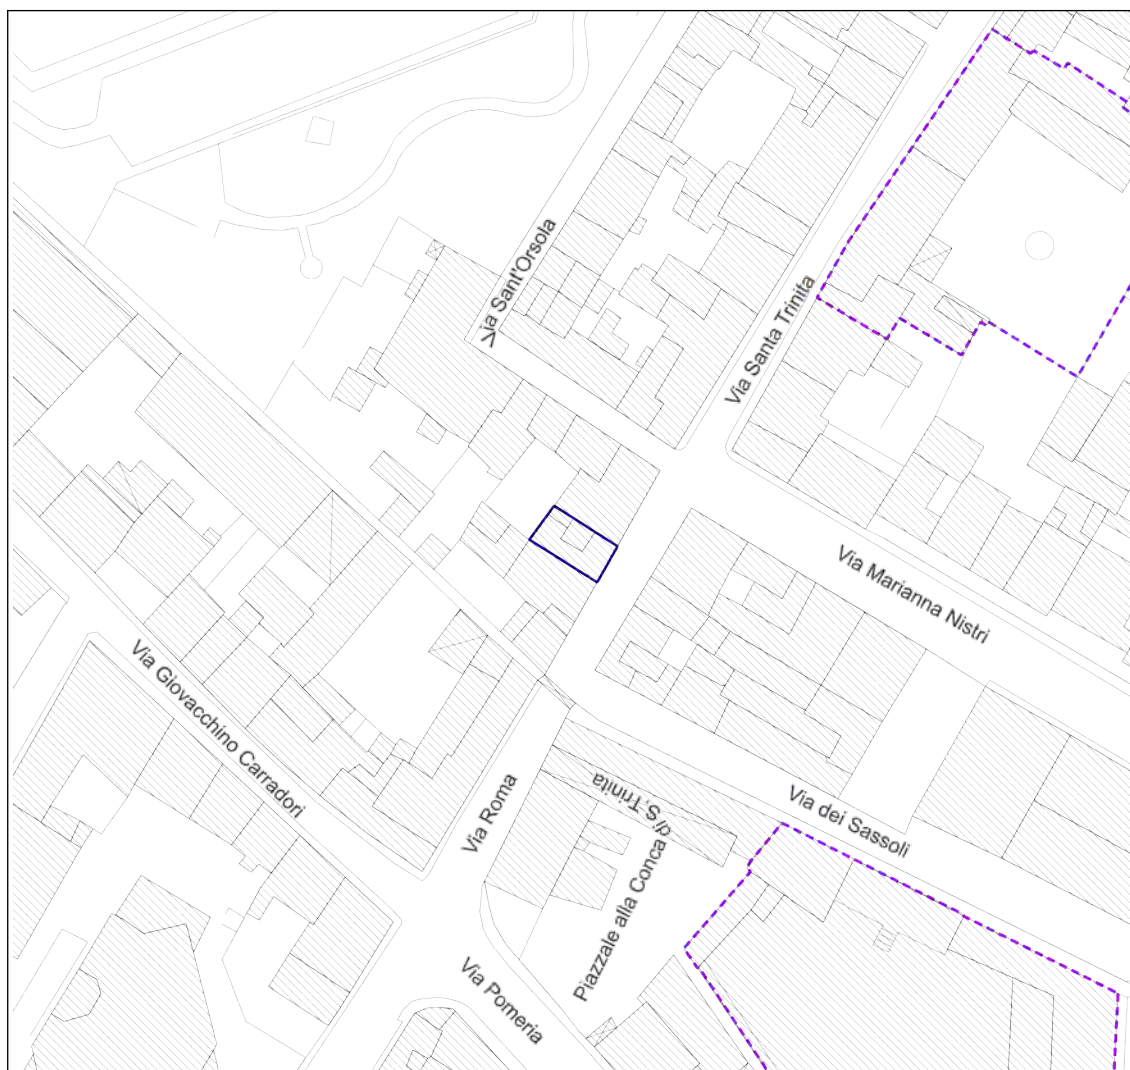 Via Sant'Orsola
Via Santa Trinita
Via Marianna Nistri
Via Giovacchino Carradori
Via Roma
di S,Trinita
Piazzale alla Conca
Via dei Sassoli
Via Pomeria